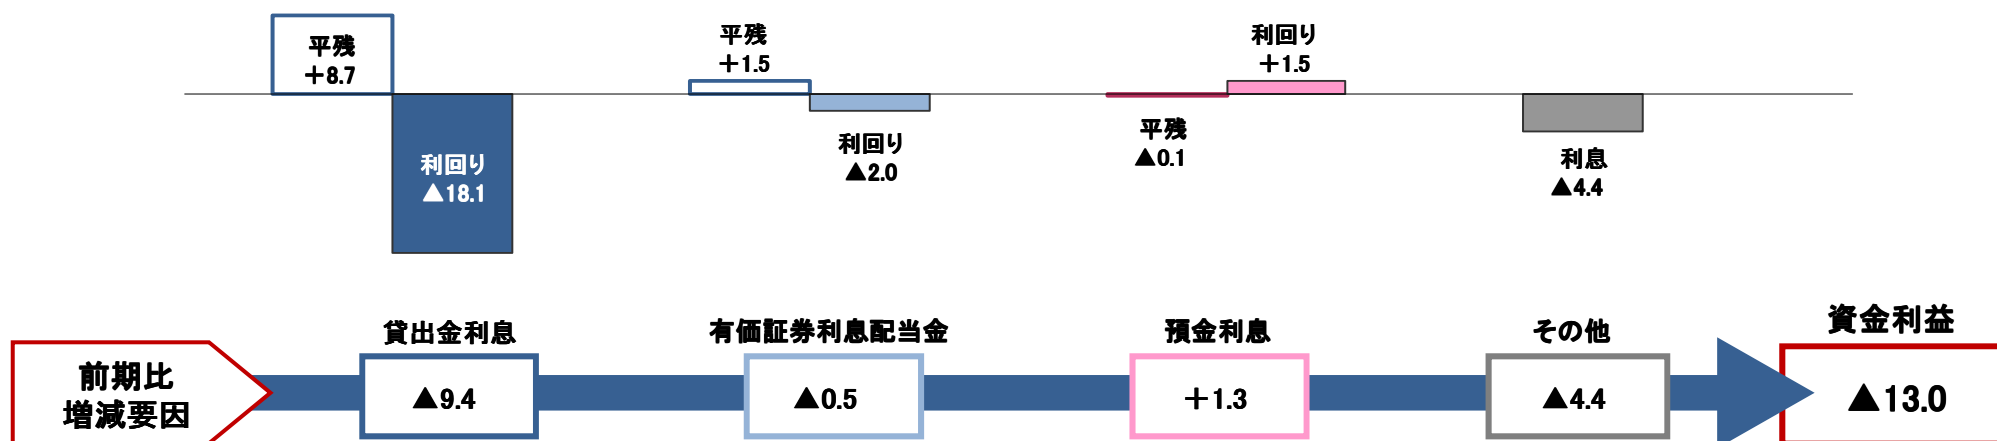 平残
＋8.7
利回り
▲18.1
平残
＋1.5
利回り
▲2.0
平残
▲0.1
利回り
＋1.5
利息
▲4.4
前期比
増減要因
貸出金利息
▲9.4
有価証券利息配当金
▲0.5
預金利息
＋1.3
その他
▲4.4
資金利益
▲13.0